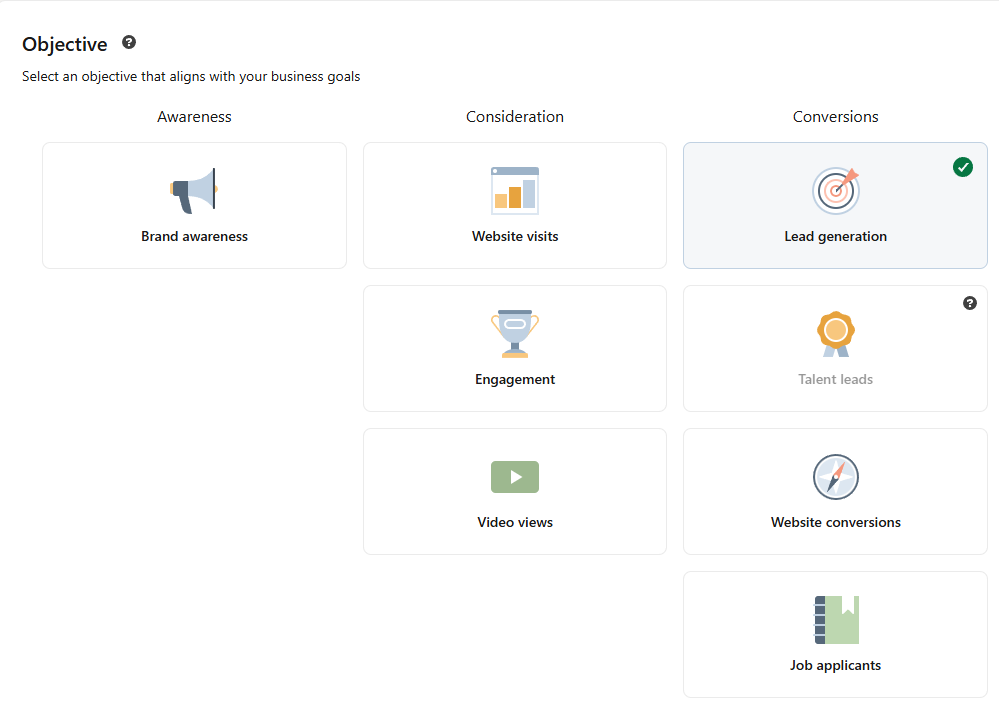 Objective
Select an objective that aligns with your business goals
Awareness
Consideration
Conversions
Brand awareness
Website visits
Lead generation
Engagement
Talent leads
Video views
Website conversions
Job applicants